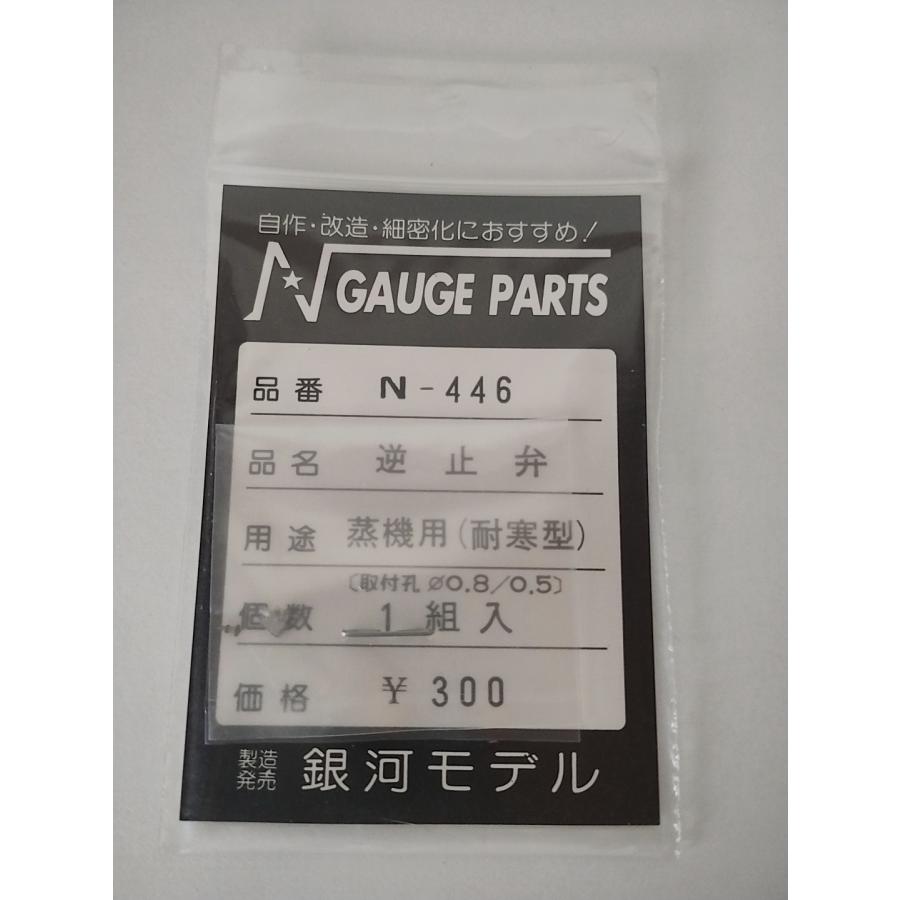 自作・改造・細密化におすすめ!
N GAUGE PARTS
品番 N-446
品名 逆止弁
用途 蒸機用(耐寒型)
〔取付孔 Ø0.8/0.5〕
個数 1組入
価格 ¥300
製造発売 銀河モデル